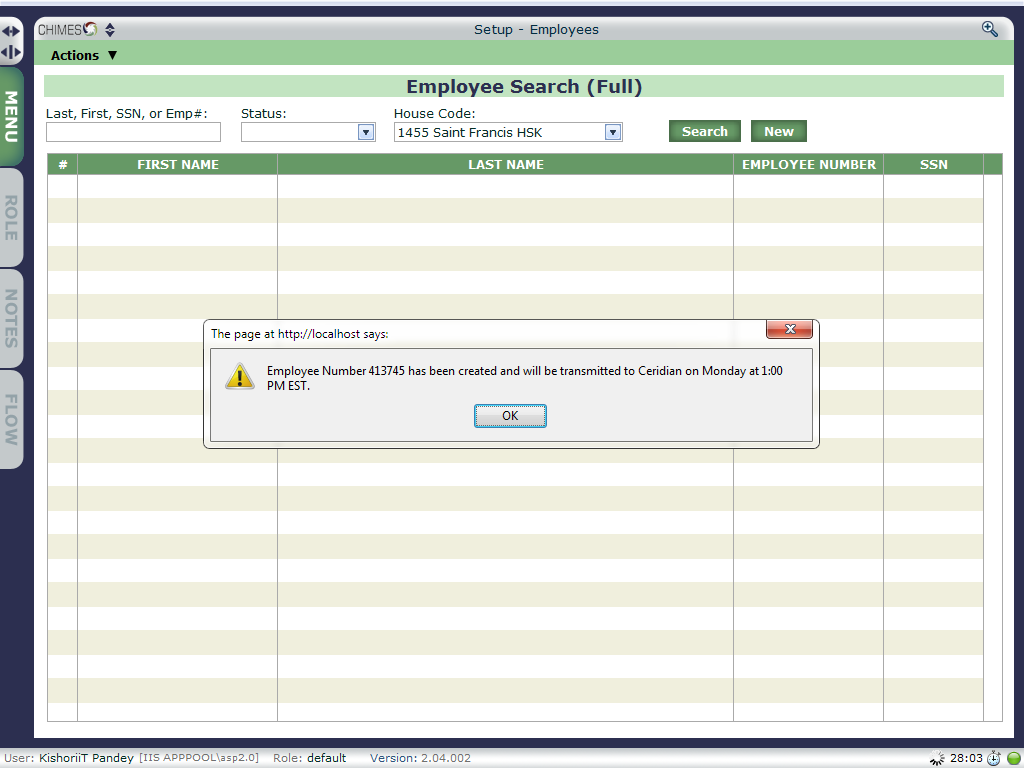 CHIMES
Setup - Employees
Actions ▼
Employee Search (Full)
Last, First, SSN, or Emp#: Status: House Code:
1455 Saint Francis HSK Search New
# FIRST NAME LAST NAME EMPLOYEE NUMBER SSN
MENU
ROLE
NOTES
FLOW
The page at http://localhost says:
Employee Number 413745 has been created and will be transmitted to Ceridian on Monday at 1:00
PM EST.
OK
User: KishoriiT Pandey [IIS APPPOOL\asp2.0] Role: default Version: 2.04.002 28:03